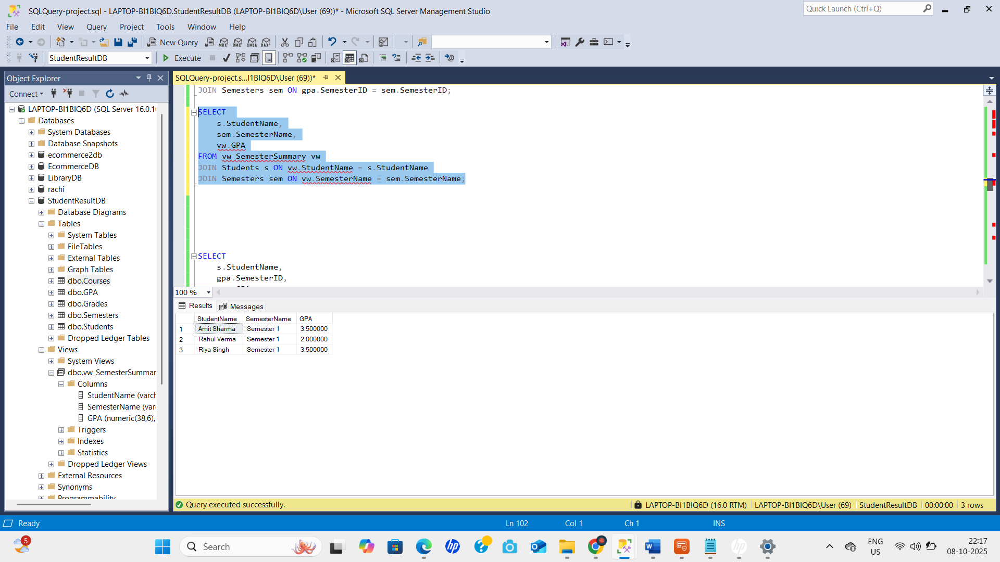 SQLQuery-project.sql - LAPTOP-BI1BIQ6D.StudentResultDB (LAPTOP-BI1BIQ6D\User (69))* - Microsoft SQL Server Management Studio
Quick Launch (Ctrl+Q)
File Edit View Query Project Tools Window Help
New Query
MDX DMX XMLA DAX
StudentResultDB
Execute
Object Explorer
SQLQuery-project.s...I1BIQ6D\User (69))*
Connect
LAPTOP-BI1BIQ6D (SQL Server 16.0.10
Databases
System Databases
Database Snapshots
ecommerce2db
EcommerceDB
LibraryDB
rachi
StudentResultDB
Database Diagrams
Tables
System Tables
FileTables
External Tables
Graph Tables
dbo.Courses
dbo.GPA
dbo.Grades
dbo.Semesters
dbo.Students
Dropped Ledger Tables
Views
System Views
dbo.vw_SemesterSummar
Columns
StudentName (varch
SemesterName (varc
GPA (numeric(38,6),
Triggers
Indexes
Statistics
Dropped Ledger Views
External Resources
Synonyms
Programmability
JOIN Semesters sem ON gpa.SemesterID = sem.SemesterID;
SELECT
s.StudentName,
sem.SemesterName,
vw.GPA
FROM vw_SemesterSummary vw
JOIN Students s ON vw.StudentName = s.StudentName
JOIN Semesters sem ON vw.SemesterName = sem.SemesterName;
SELECT
s.StudentName,
gpa.SemesterID,
100 %
Results Messages
StudentName SemesterName GPA
1 Amit Sharma Semester 1 3.500000
2 Rahul Verma Semester 1 2.000000
3 Riya Singh Semester 1 3.500000
Query executed successfully.
LAPTOP-BI1BIQ6D (16.0 RTM) LAPTOP-BI1BIQ6D\User (69) StudentResultDB 00:00:00 3 rows
Ready Ln 102 Col 1 Ch 1 INS
5
Search
hp
ENG
US
22:17
08-10-2025